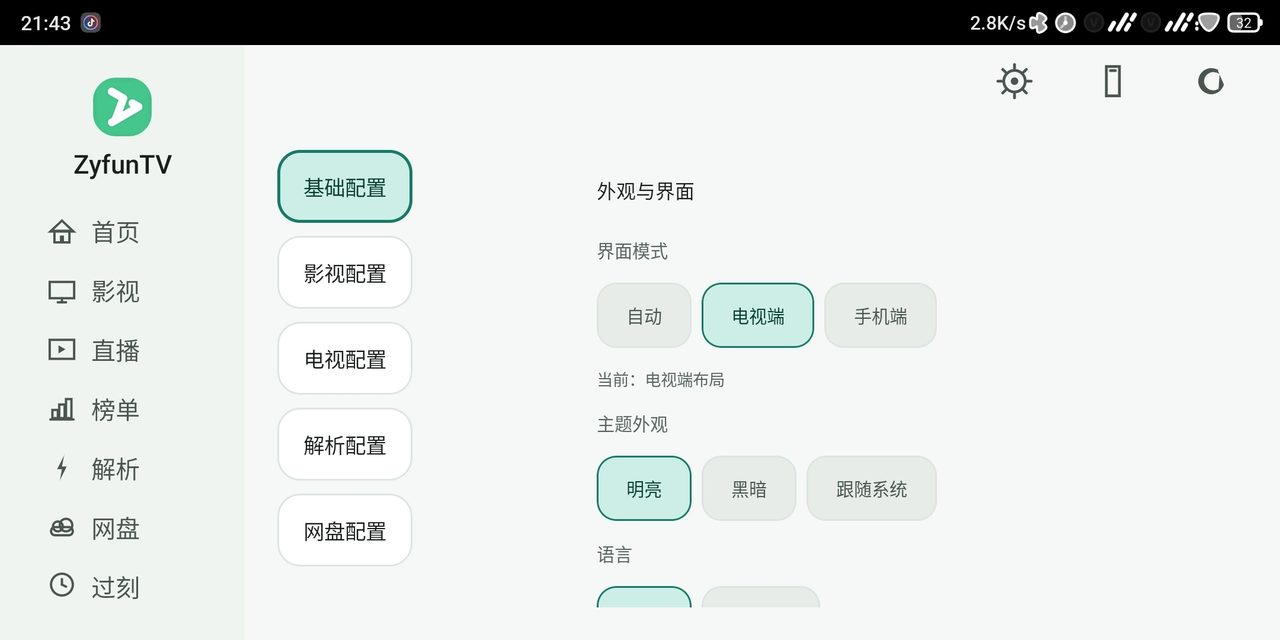 21:43
2.8K/s
32
ZyfunTV
首页
影视
直播
榜单
解析
网盘
过刻
基础配置
影视配置
电视配置
解析配置
网盘配置
外观与界面
界面模式
自动 电视端 手机端
当前：电视端布局
主题外观
明亮 黑暗 跟随系统
语言